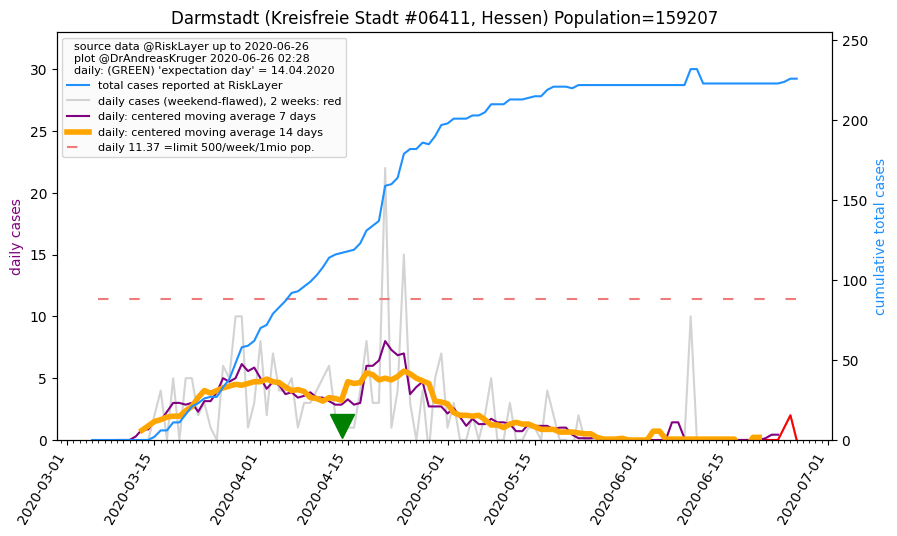 Darmstadt (Kreisfreie Stadt #06411, Hessen) Population=159207
source data @RiskLayer up to 2020-06-26
plot @DrAndreasKruger 2020-06-26 02:28
daily: (GREEN) 'expectation day' = 14.04.2020
total cases reported at RiskLayer
daily cases (weekend-flawed), 2 weeks: red
daily: centered moving average 7 days
daily: centered moving average 14 days
daily 11.37 =limit 500/week/1mio pop.
daily cases
30
25
20
15
10
5
0
250
200
150
100
50
0
cumulative total cases
2020-03-01
2020-03-15
2020-04-01
2020-04-15
2020-05-01
2020-05-15
2020-06-01
2020-06-15
2020-07-01